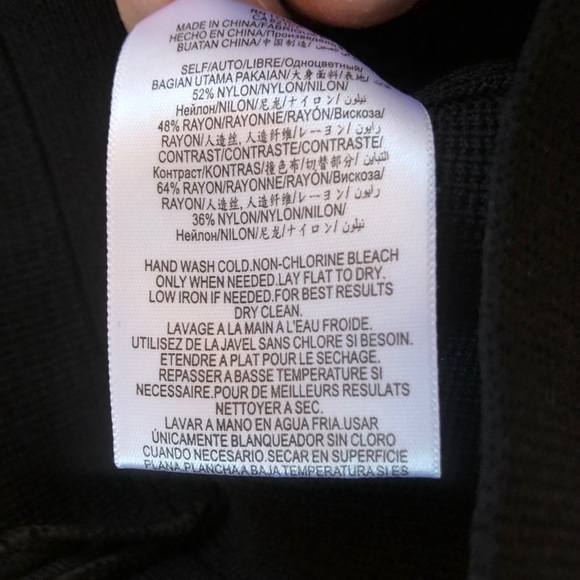 MADE IN CHINA/
HECHO EN CHINA/
BUATAN CHINA/中国制造/
SELF/AUTO/LIBRE/Одноцветный/
BAGIAN UTAMA PAKAIAN/大身面料/表地/
52% NYLON/NYLON/NILON/
Нейлон/NILON/尼龙/ナイロン/نيلون
48% RAYON/RAYONNE/RAYÓN/Вискоза/
RAYON/人造丝, 人造纤维/レーヨン/رايون
CONTRAST/CONTRASTE/CONTRASTE/
Контраст/KONTRAS/撞色布/切替部分/التباين
64% RAYON/RAYONNE/RAYÓN/Вискоза/
RAYON/人造丝, 人造纤维/レーヨン/رايون
36% NYLON/NYLON/NILON/
Нейлон/NILON/尼龙/ナイロン/نيلون
HAND WASH COLD.NON-CHLORINE BLEACH
ONLY WHEN NEEDED.LAY FLAT TO DRY.
LOW IRON IF NEEDED.FOR BEST RESULTS
DRY CLEAN.
LAVAGE A LA MAIN A L'EAU FROIDE.
UTILISEZ DE LA JAVEL SANS CHLORE SI BESOIN.
ETENDRE A PLAT POUR LE SECHAGE.
REPASSER A BASSE TEMPERATURE SI
NECESSAIRE.POUR DE MEILLEURS RESULATS
NETTOYER A SEC.
LAVAR A MANO EN AGUA FRIA.USAR
ÚNICAMENTE BLANQUEADOR SIN CLORO
CUANDO NECESARIO.SECAR EN SUPERFICIE
PLANA.PLANCHA A BAJA TEMPERATURA SI ES